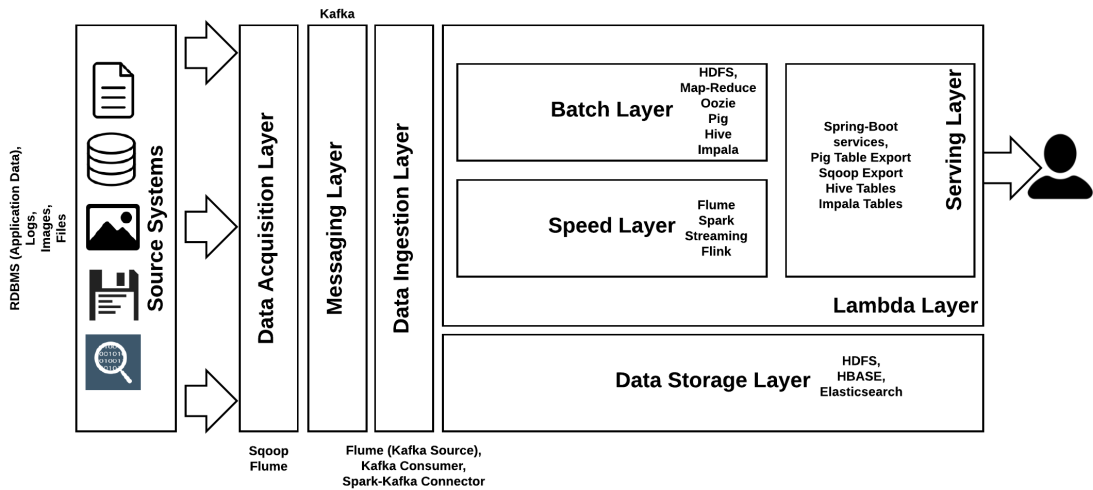 Kafka
RDBMS (Application Data),
Logs,
Images,
Files
Source Systems
Data Acquisition Layer
Messaging Layer
Data Ingestion Layer
Batch Layer
HDFS,
Map-Reduce
Oozie
Pig
Hive
Impala
Speed Layer
Flume
Spark
Streaming
Flink
Spring-Boot
services,
Pig Table Export
Sqoop Export
Hive Tables
Impala Tables
Serving Layer
Lambda Layer
Data Storage Layer
HDFS,
HBASE,
Elasticsearch
Sqoop
Flume
Flume (Kafka Source),
Kafka Consumer,
Spark-Kafka Connector